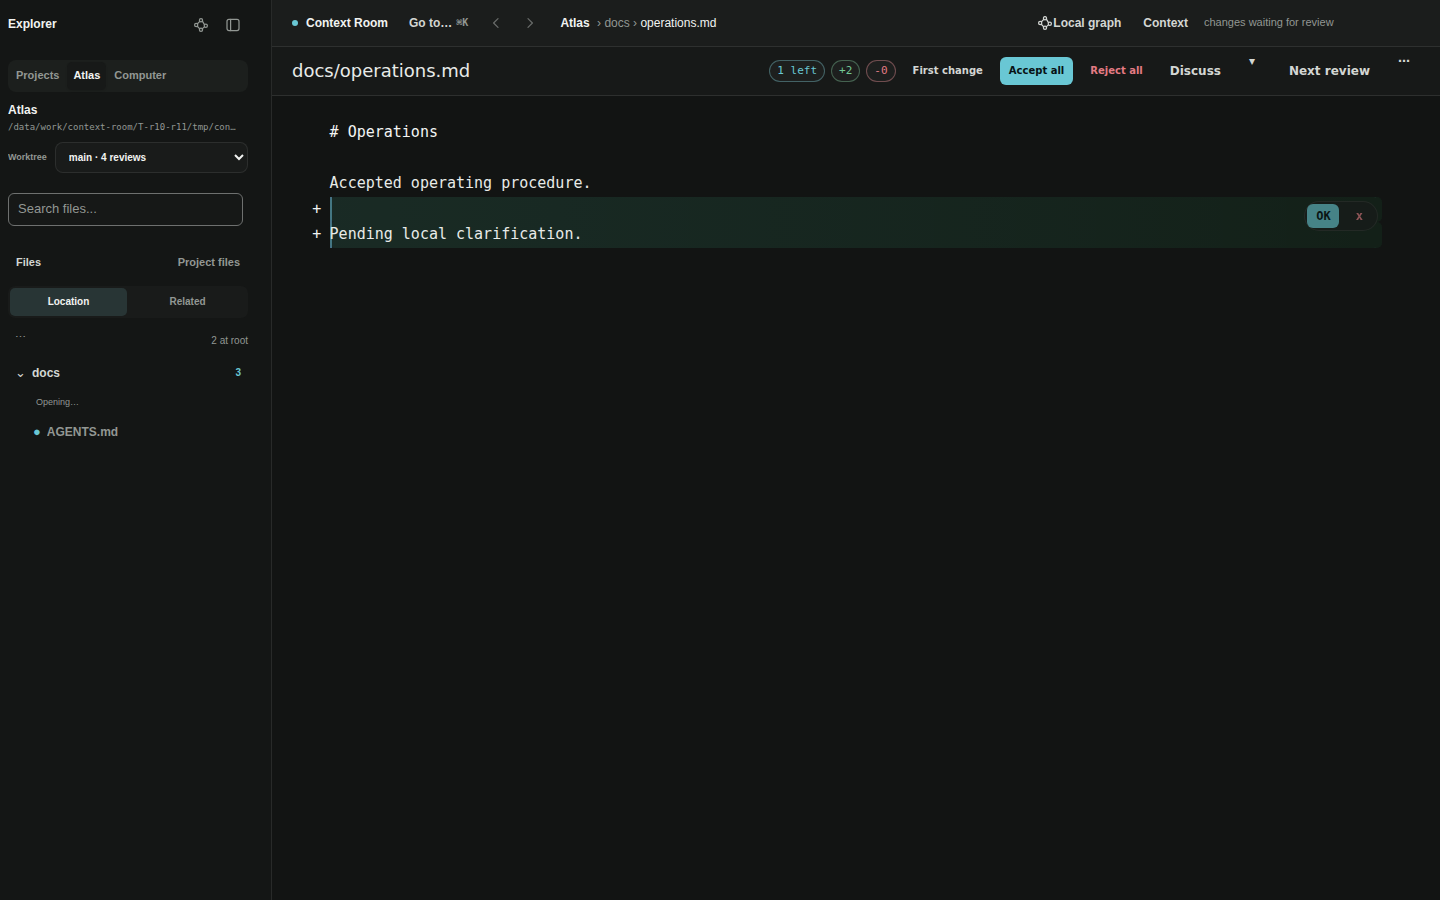 Explorer
Projects Atlas Computer
Atlas
/data/work/context-room/T-r10-r11/tmp/con…
Worktree main · 4 reviews
Search files...
Files Project files
Location Related
... 2 at root
docs 3
Opening…
AGENTS.md
Context Room Go to… ⌘K Atlas › docs › operations.md Local graph Context changes waiting for review
docs/operations.md 1 left +2 -0 First change Accept all Reject all Discuss ▾ Next review ...
# Operations
Accepted operating procedure.
+ OK x
+ Pending local clarification.